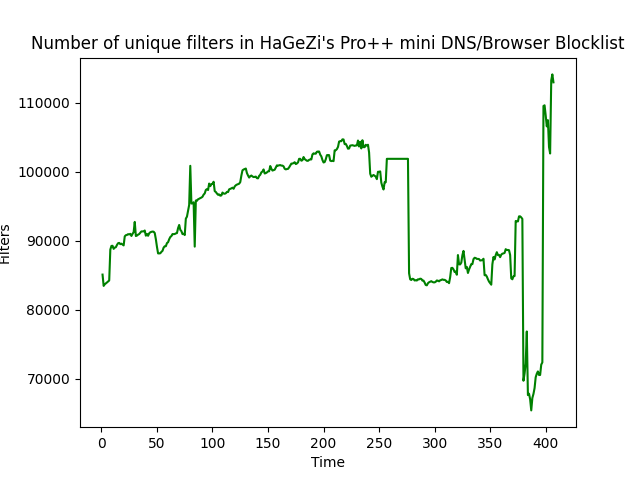 Number of unique filters in HaGeZi's Pro++ mini DNS/Browser Blocklist
Filters
110000
100000
90000
80000
70000
0 50 100 150 200 250 300 350 400
Time